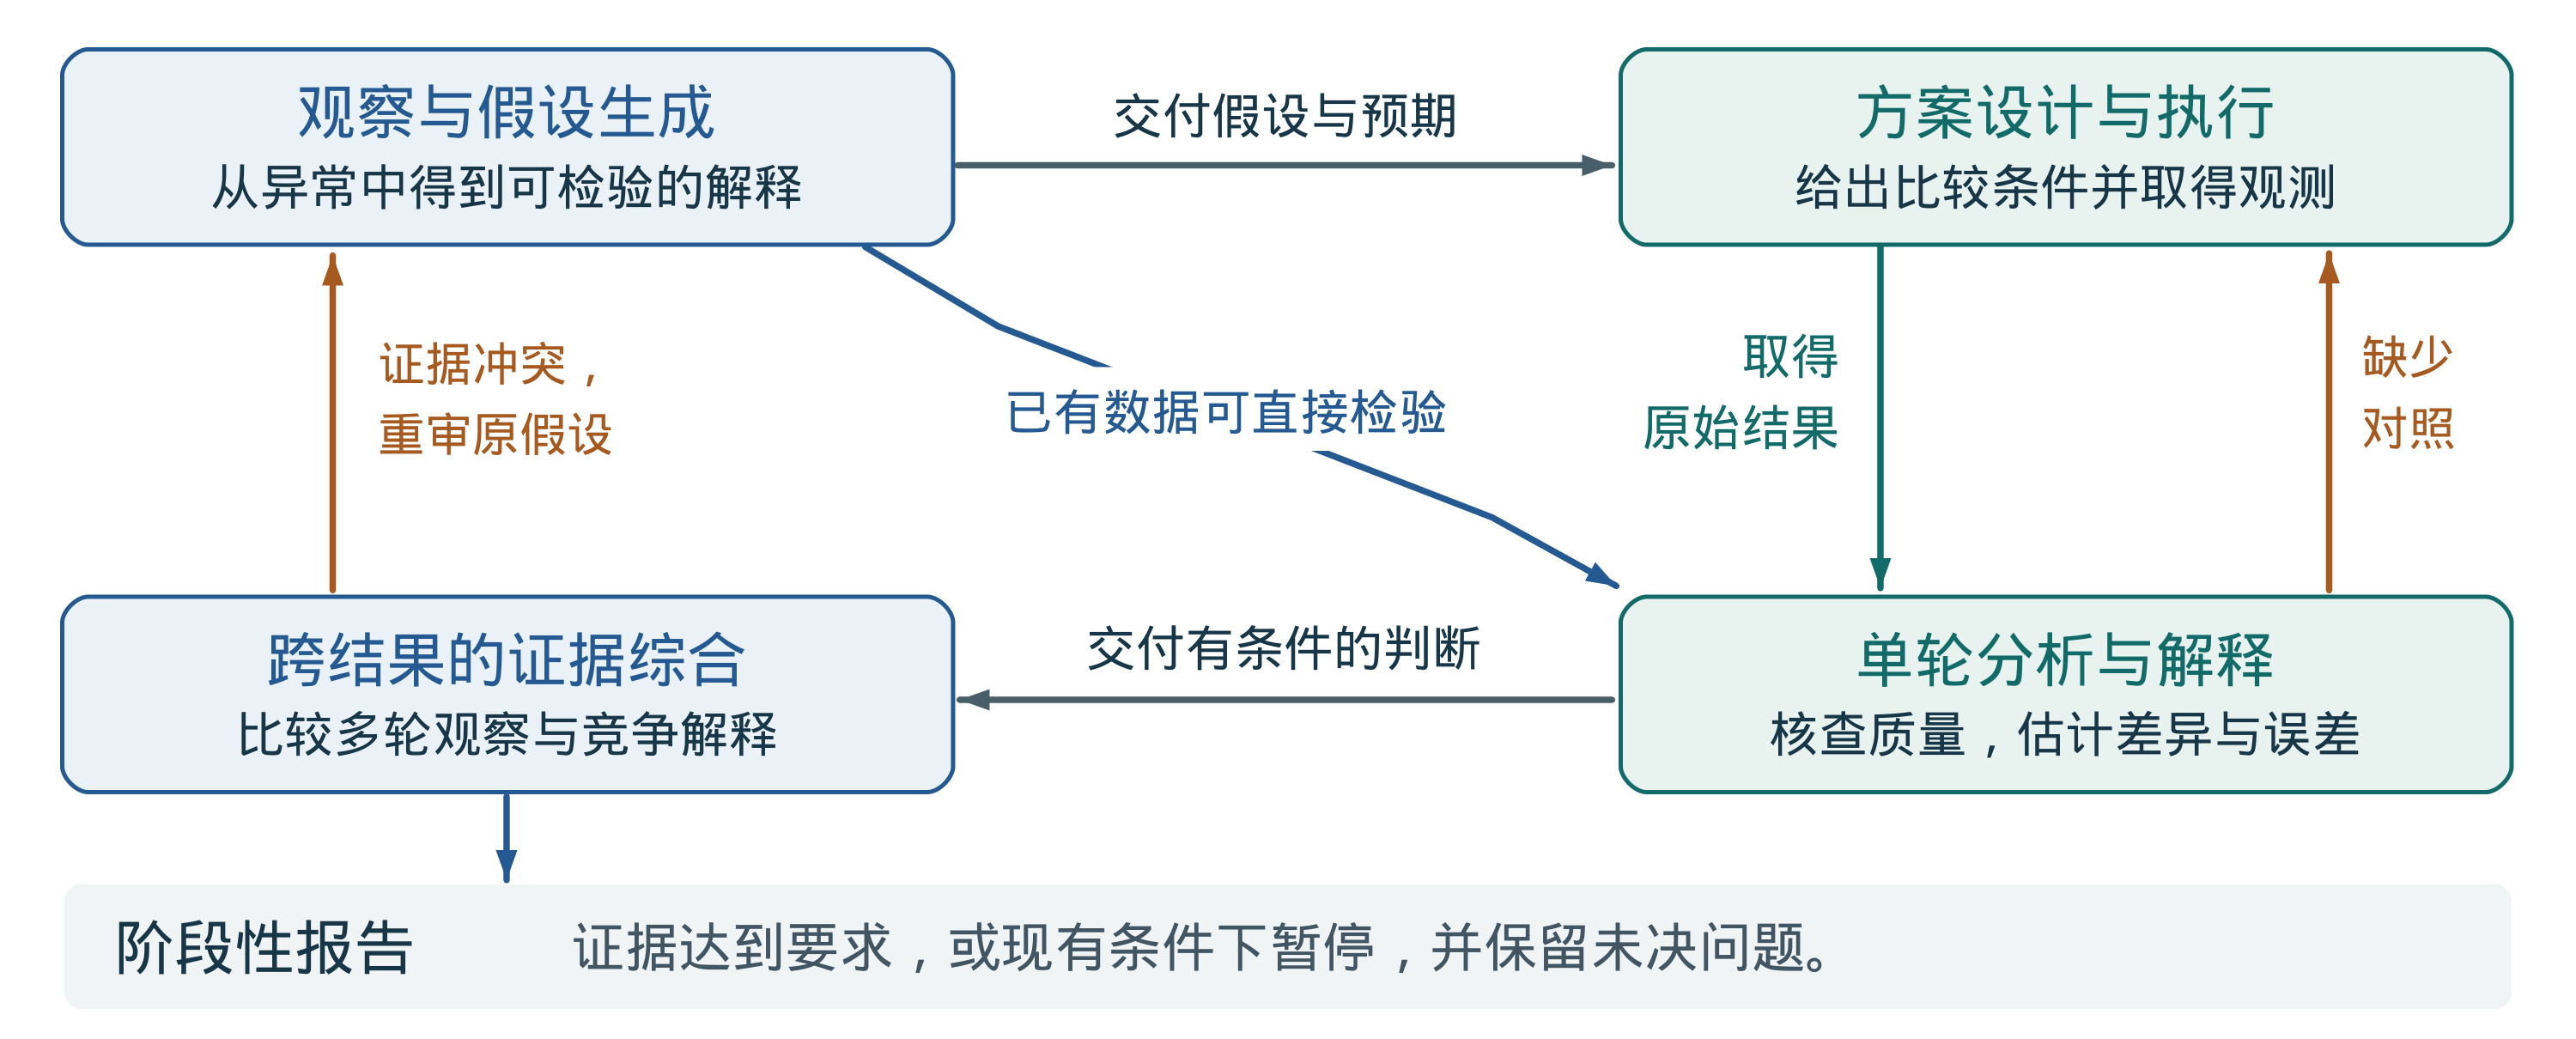 观察与假设生成
从异常中得到可检验的解释
交付假设与预期
方案设计与执行
给出比较条件并取得观测
证据冲突，
重审原假设
已有数据可直接检验
取得
原始结果
缺少
对照
跨结果的证据综合
比较多轮观察与竞争解释
交付有条件的判断
单轮分析与解释
核查质量，估计差异与误差
阶段性报告
证据达到要求，或现有条件下暂停，并保留未决问题。